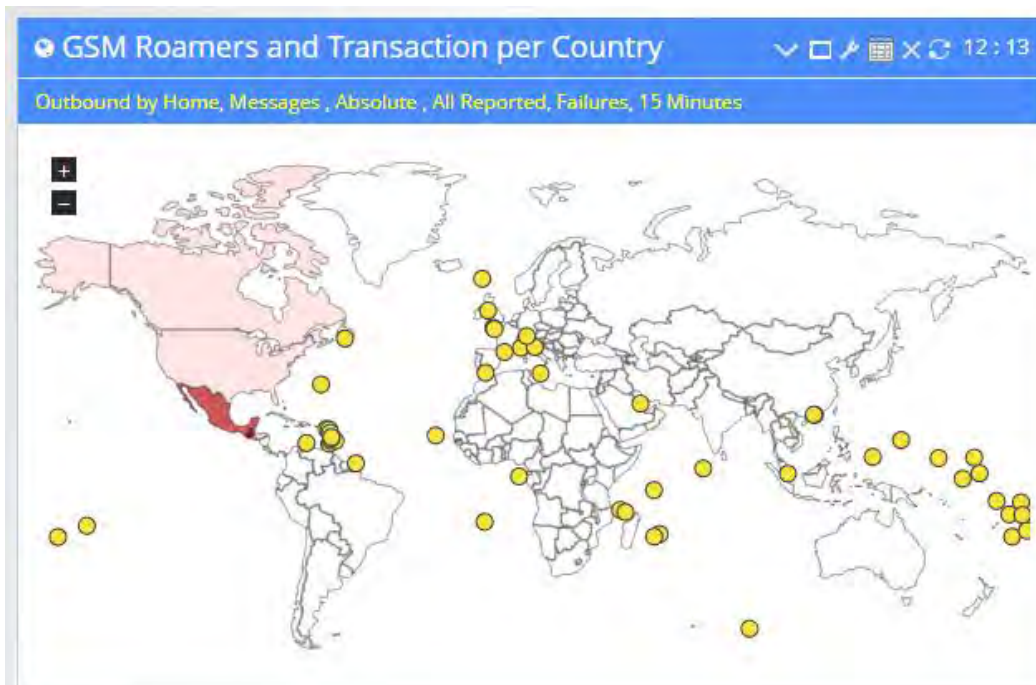 GSM Roamers and Transaction per Country
12:13
Outbound by Home, Messages , Absolute , All Reported, Failures, 15 Minutes
+
−